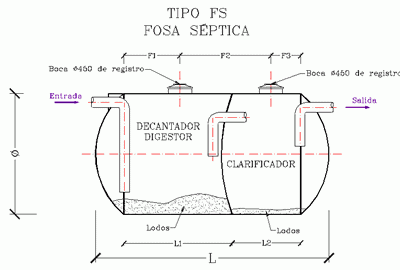 TIPO FS
FOSA SÉPTICA
F1
F2
F3
Boca ø450 de registro
Boca ø450 de registro
Entrada
Salida
DECANTADOR
DIGESTOR
CLARIFICADOR
Ø
Lodos
Lodos
L1
L2
L